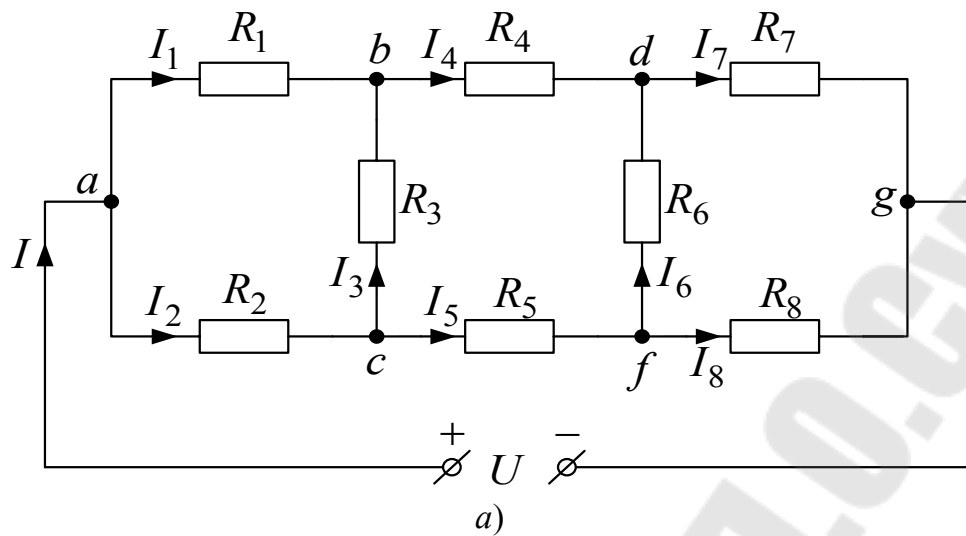 I₁ R₁ b I₄ R₄ d I₇ R₇
a R₃ R₆ g
I
I₂ R₂ I₃ I₅ R₅ I₆ R₈
c f I₈
+ −
U
a)